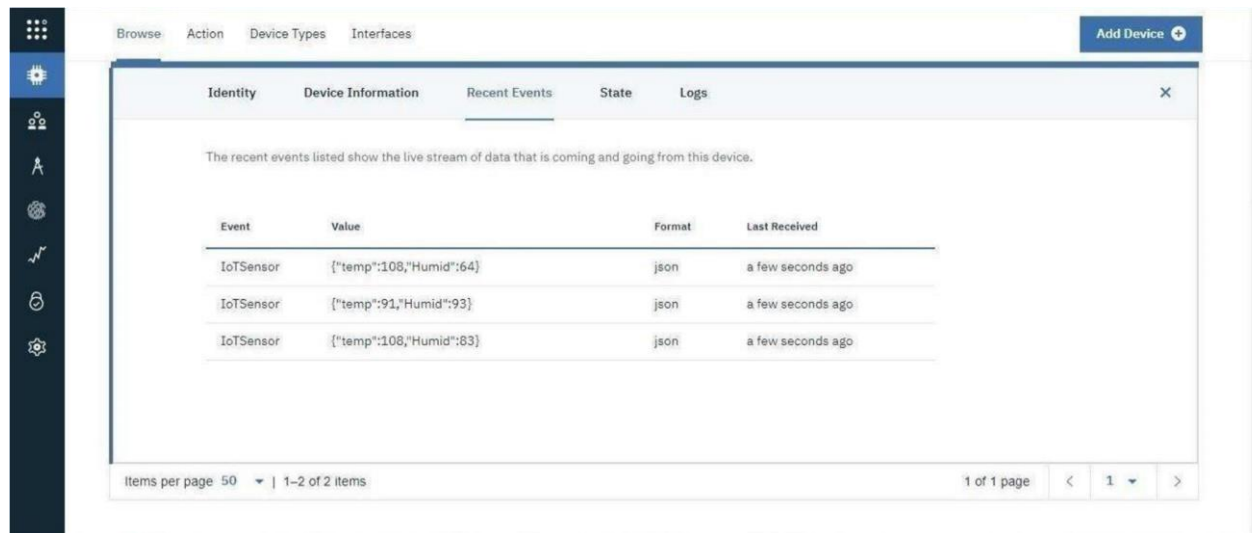 Browse Action Device Types Interfaces Add Device
Identity Device Information Recent Events State Logs
The recent events listed show the live stream of data that is coming and going from this device.
Event Value Format Last Received
IoTSensor {"temp":108,"Humid":64} json a few seconds ago
IoTSensor {"temp":91,"Humid":93} json a few seconds ago
IoTSensor {"temp":108,"Humid":83} json a few seconds ago
Items per page 50 | 1–2 of 2 items 1 of 1 page < 1 >